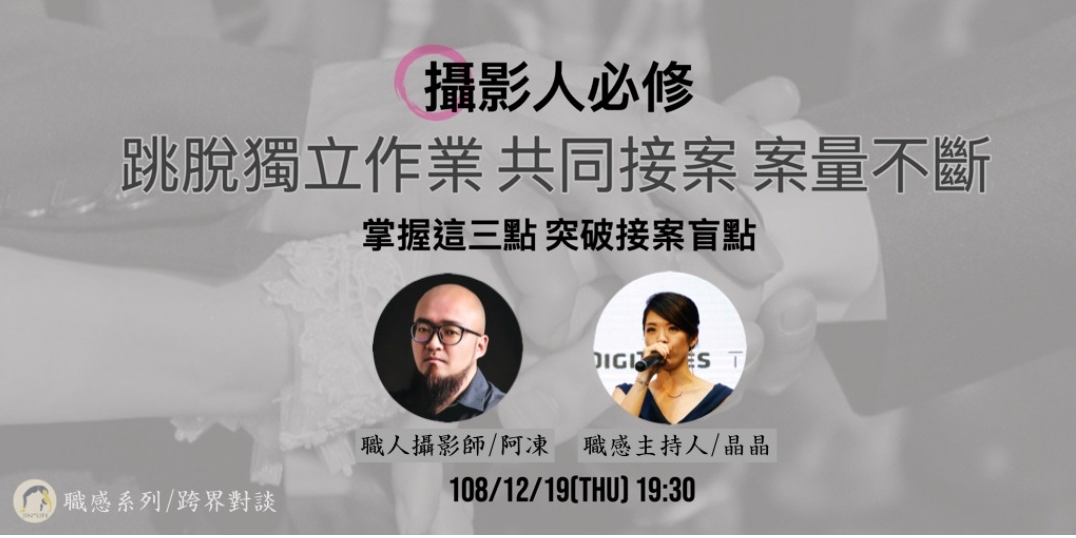 攝影人必修
跳脫獨立作業 共同接案 案量不斷
掌握這三點 突破接案盲點
職人攝影師/阿凍
職感主持人/晶晶
108/12/19(THU) 19:30
職感系列/跨界對談